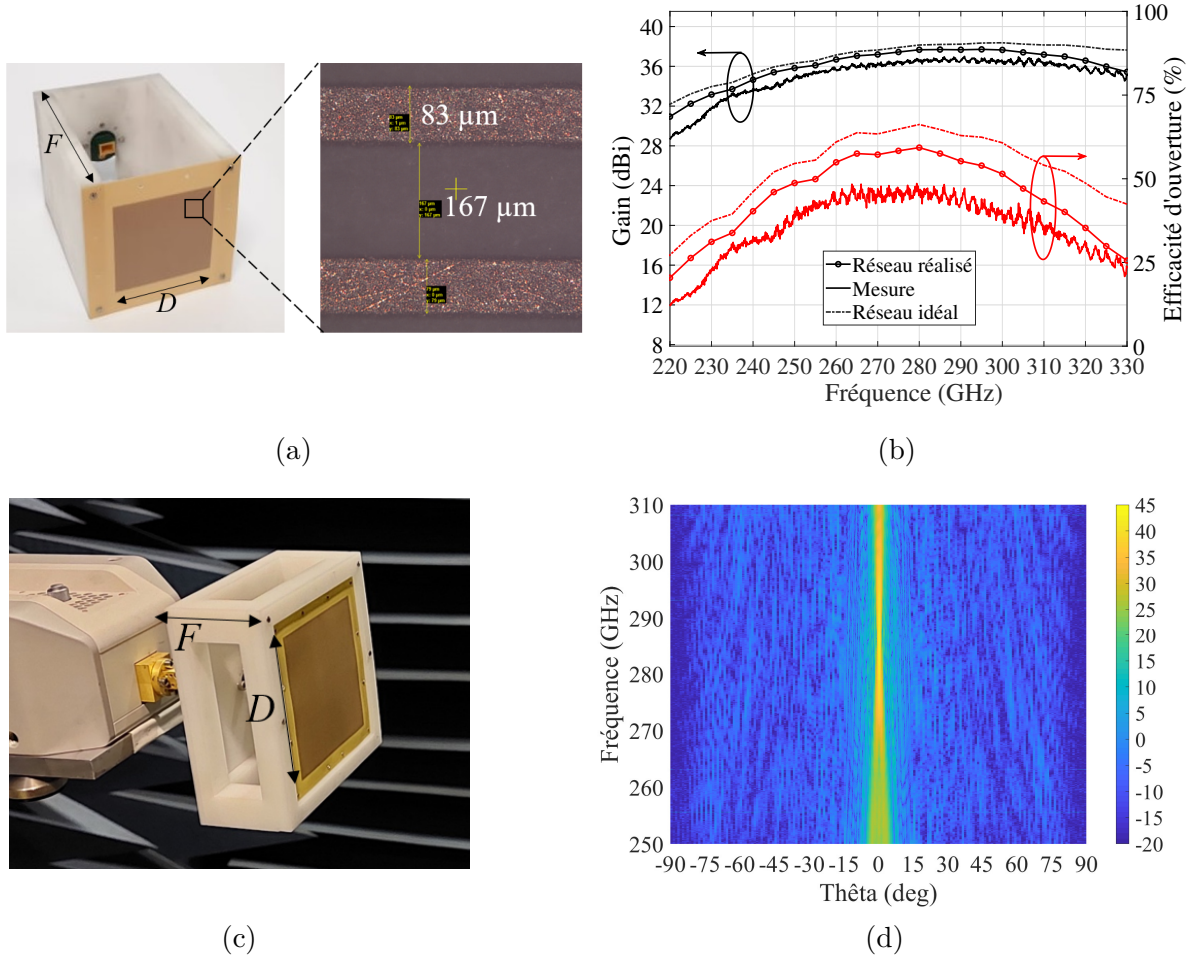 F
D
83 µm
167 µm
(a)
Gain (dBi)
40
36
32
28
24
20
16
12
8
100
75
50
25
0
Efficacité d'ouverture (%)
Réseau réalisé
Mesure
Réseau idéal
220 230 240 250 260 270 280 290 300 310 320 330
Fréquence (GHz)
(b)
F
D
(c)
Fréquence (GHz)
310
300
290
280
270
260
250
-90 -75 -60 -45 -30 -15 0 15 30 45 60 75 90
Thêta (deg)
45
40
35
30
25
20
15
10
5
0
-5
-10
-15
-20
(d)